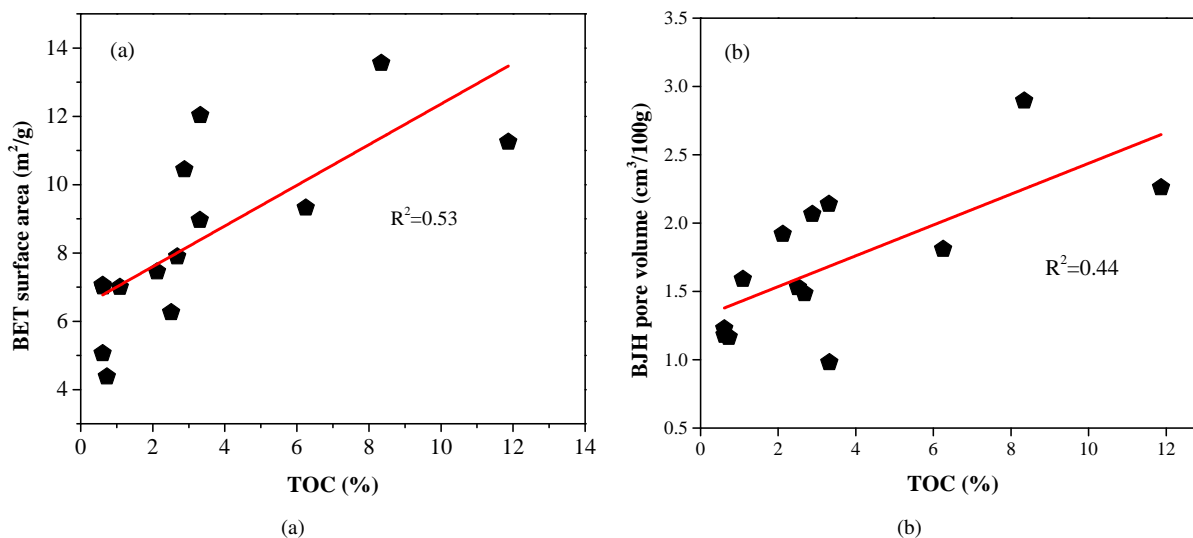 (a)
14
12
10
8
6
4
BET surface area (m²/g)
R²=0.53
0 2 4 6 8 10 12 14
TOC (%)
(a)
(b)
3.5
3.0
2.5
2.0
1.5
1.0
0.5
BJH pore volume (cm³/100g)
R²=0.44
0 2 4 6 8 10 12
TOC (%)
(b)